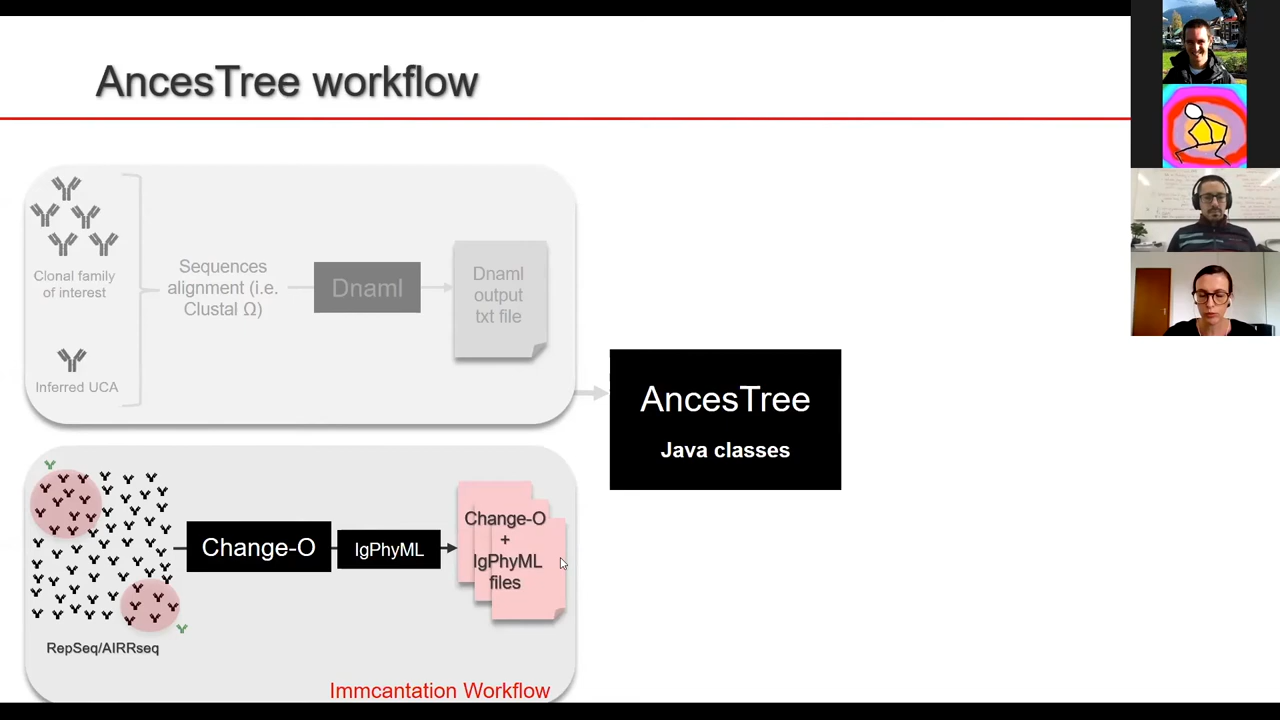 AncesTree workflow
Clonal family
of interest
Inferred UCA
Sequences
alignment (i.e.
Clustal Ω)
Dnaml
Dnaml
output
txt file
AncesTree
Java classes
RepSeq/AIRRseq
Change-O
IgPhyML
Change-O
+
IgPhyML
files
Immcantation Workflow